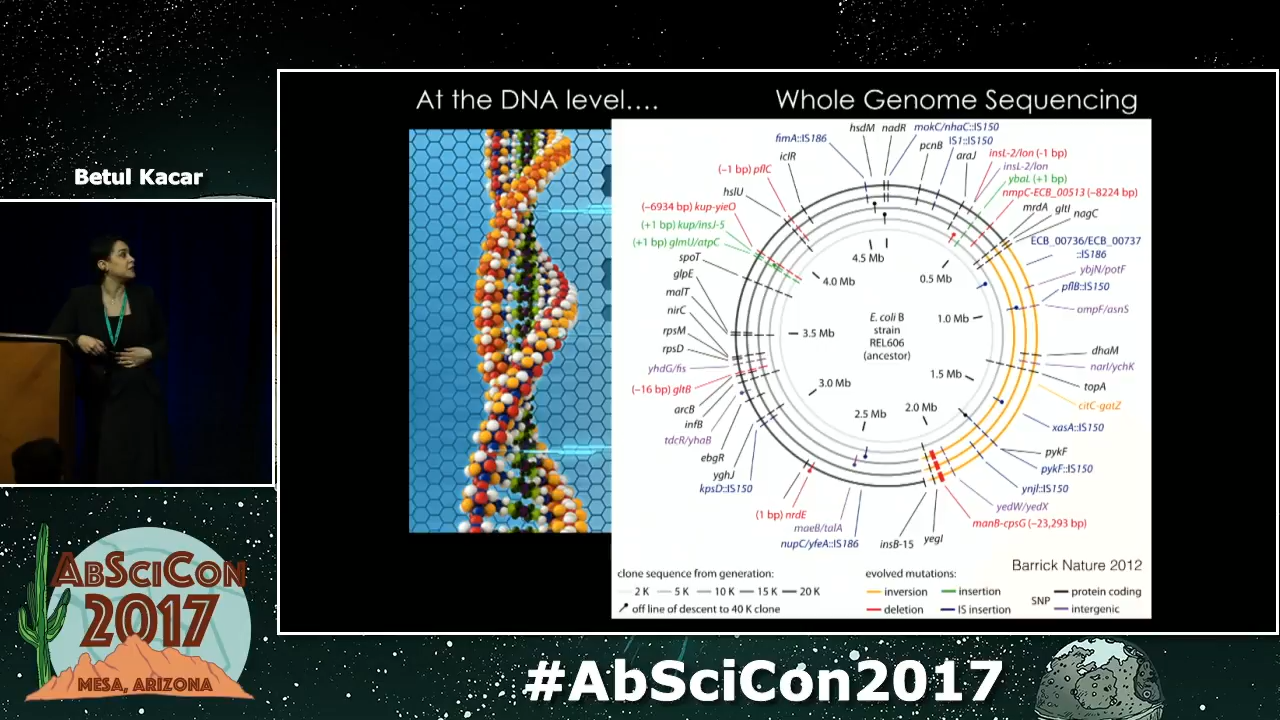 At the DNA level....
Whole Genome Sequencing
Betul Kacar
hsdM
nadR
mokC/nhaC::IS150
fimA::IS186
IS1::IS150
pcnB
iclR
araJ
insL-2/lon (-1 bp)
insL-2/lon
(–1 bp) pflC
ybaL (+1 bp)
hslU
nmpC-ECB_00513 (–8224 bp)
(–6934 bp) kup-yieO
mrdA
gltI
nagC
(+1 bp) kup/insJ-5
(+1 bp) glmU/atpC
ECB_00736/ECB_00737
::IS186
spoT
ybjN/potF
glpE
pflB::IS150
malT
ompF/asnS
nirC
rpsM
rpsD
dhaM
yhdG/fis
narI/ychK
(–16 bp) gltB
topA
arcB
citC-gatZ
infB
xasA::IS150
tdcR/yhaB
ebgR
pykF
yghJ
pykF::IS150
kpsD::IS150
ynjI::IS150
(1 bp) nrdE
yedW/yedX
maeB/talA
manB-cpsG (–23,293 bp)
nupC/yfeA::IS186
insB-15
yegI
4.5 Mb
0.5 Mb
4.0 Mb
1.0 Mb
3.5 Mb
1.5 Mb
3.0 Mb
2.0 Mb
2.5 Mb
E. coli B
strain
REL606
(ancestor)
Barrick Nature 2012
clone sequence from generation:
2 K 5 K 10 K 15 K 20 K
off line of descent to 40 K clone
evolved mutations:
inversion
insertion
deletion
IS insertion
SNP
protein coding
intergenic
AbSciCon
2017
MESA, ARIZONA
#AbSciCon2017